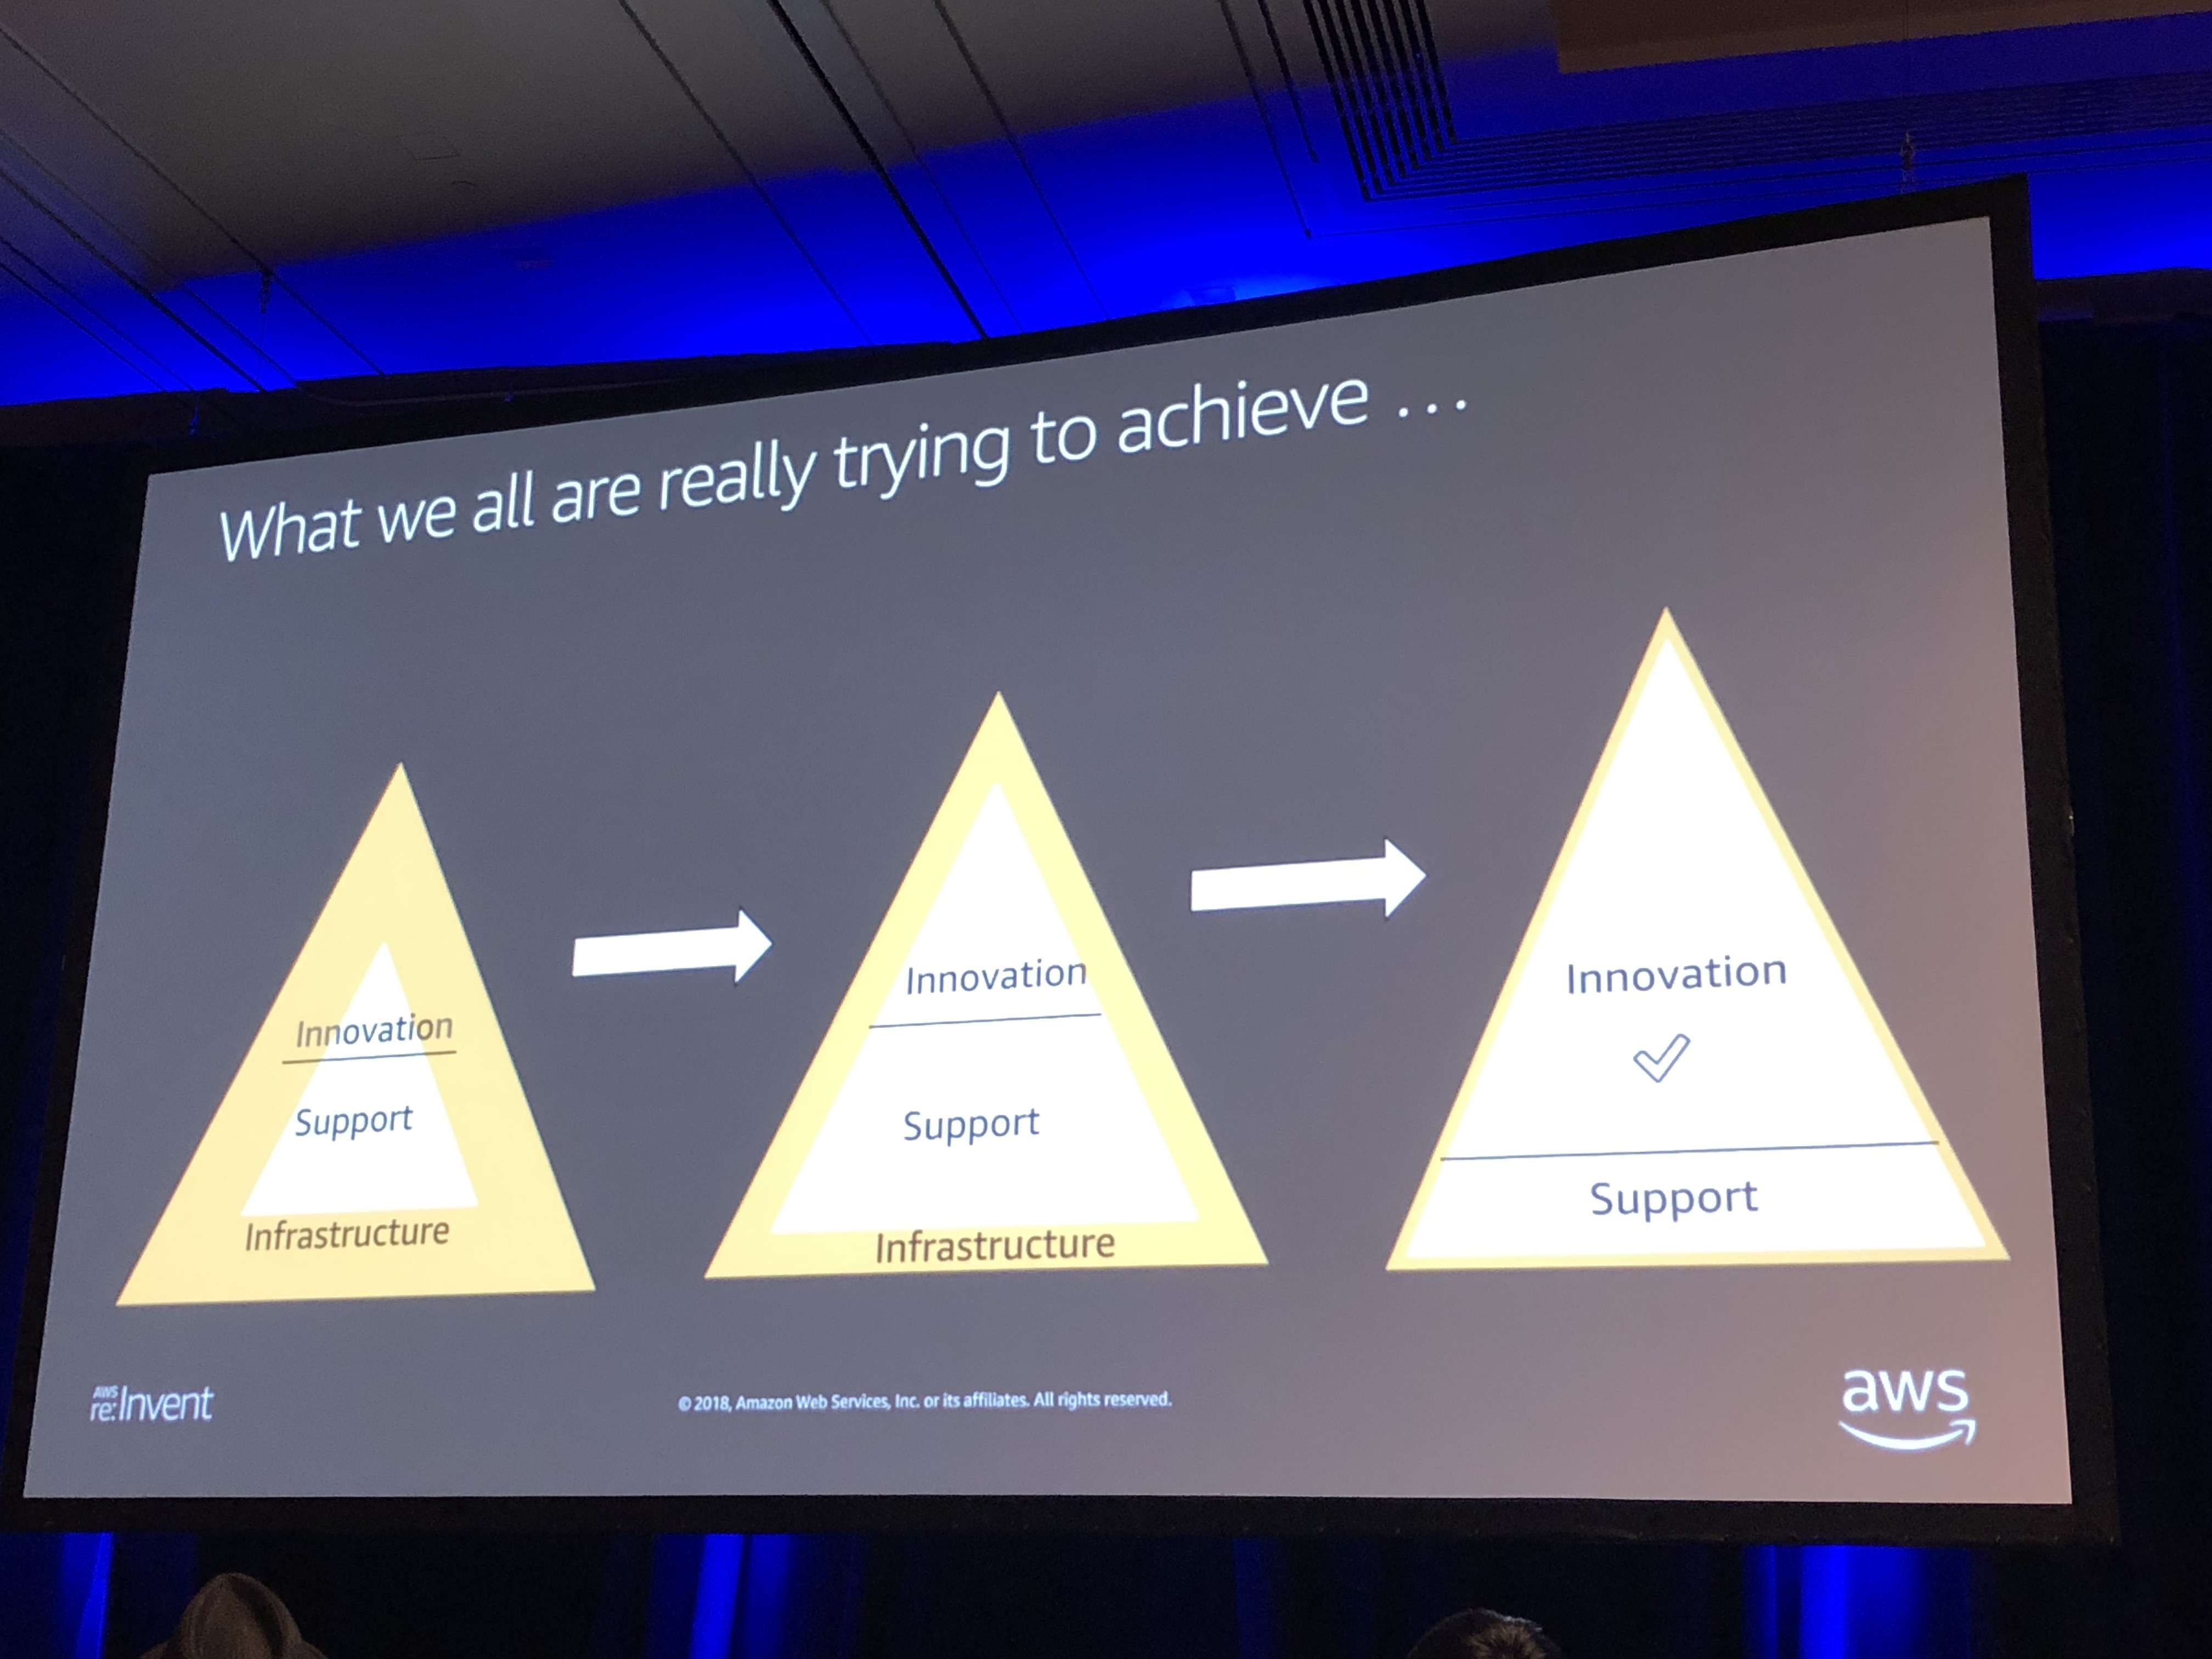 What we all are really trying to achieve ...
Innovation
Support
Infrastructure
Innovation
Support
Infrastructure
Innovation
Support
AWS
re:Invent
© 2018, Amazon Web Services, Inc. or its affiliates. All rights reserved.
aws